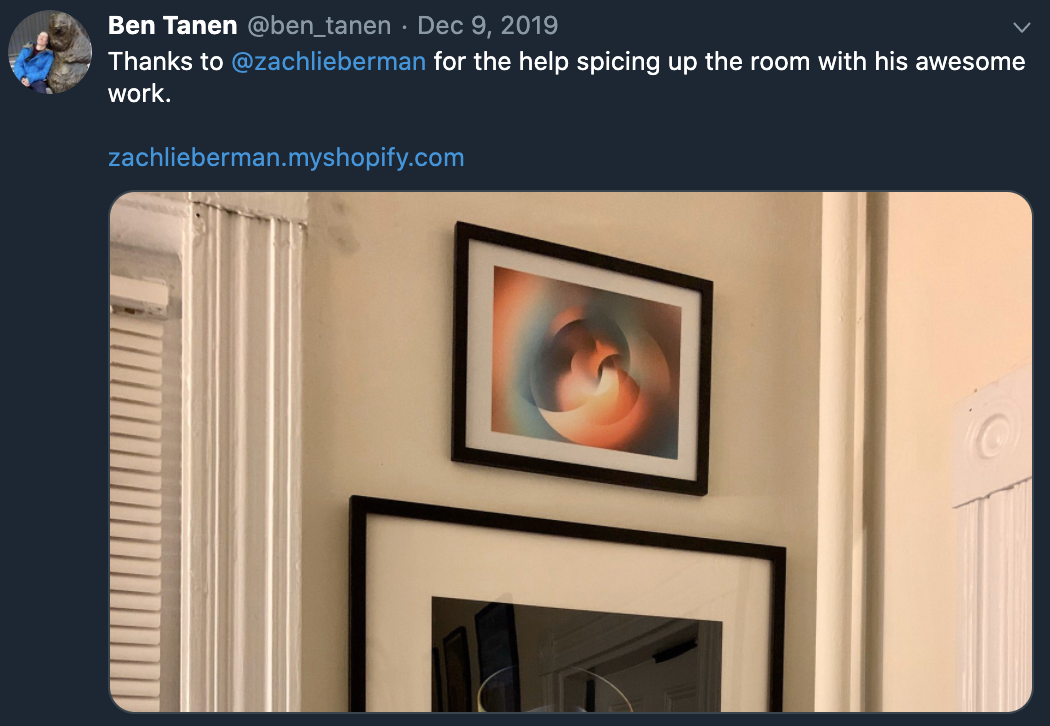 Ben Tanen @ben_tanen · Dec 9, 2019
Thanks to @zachlieberman for the help spicing up the room with his awesome
work.
zachlieberman.myshopify.com